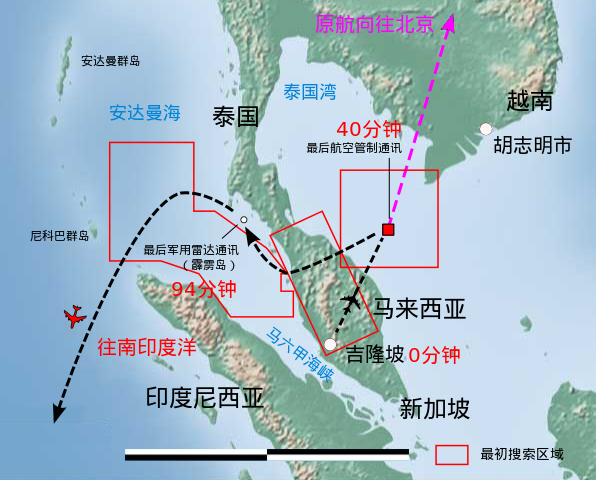 原航向往北京
安达曼群岛
泰国湾
越南
安达曼海
泰国
40分钟
最后航空管制通讯
胡志明市
尼科巴群岛
最后军用雷达通讯
（霹雳岛）
94分钟
马来西亚
往南印度洋
马六甲海峡
吉隆坡 0分钟
印度尼西亚
新加坡
最初搜索区域